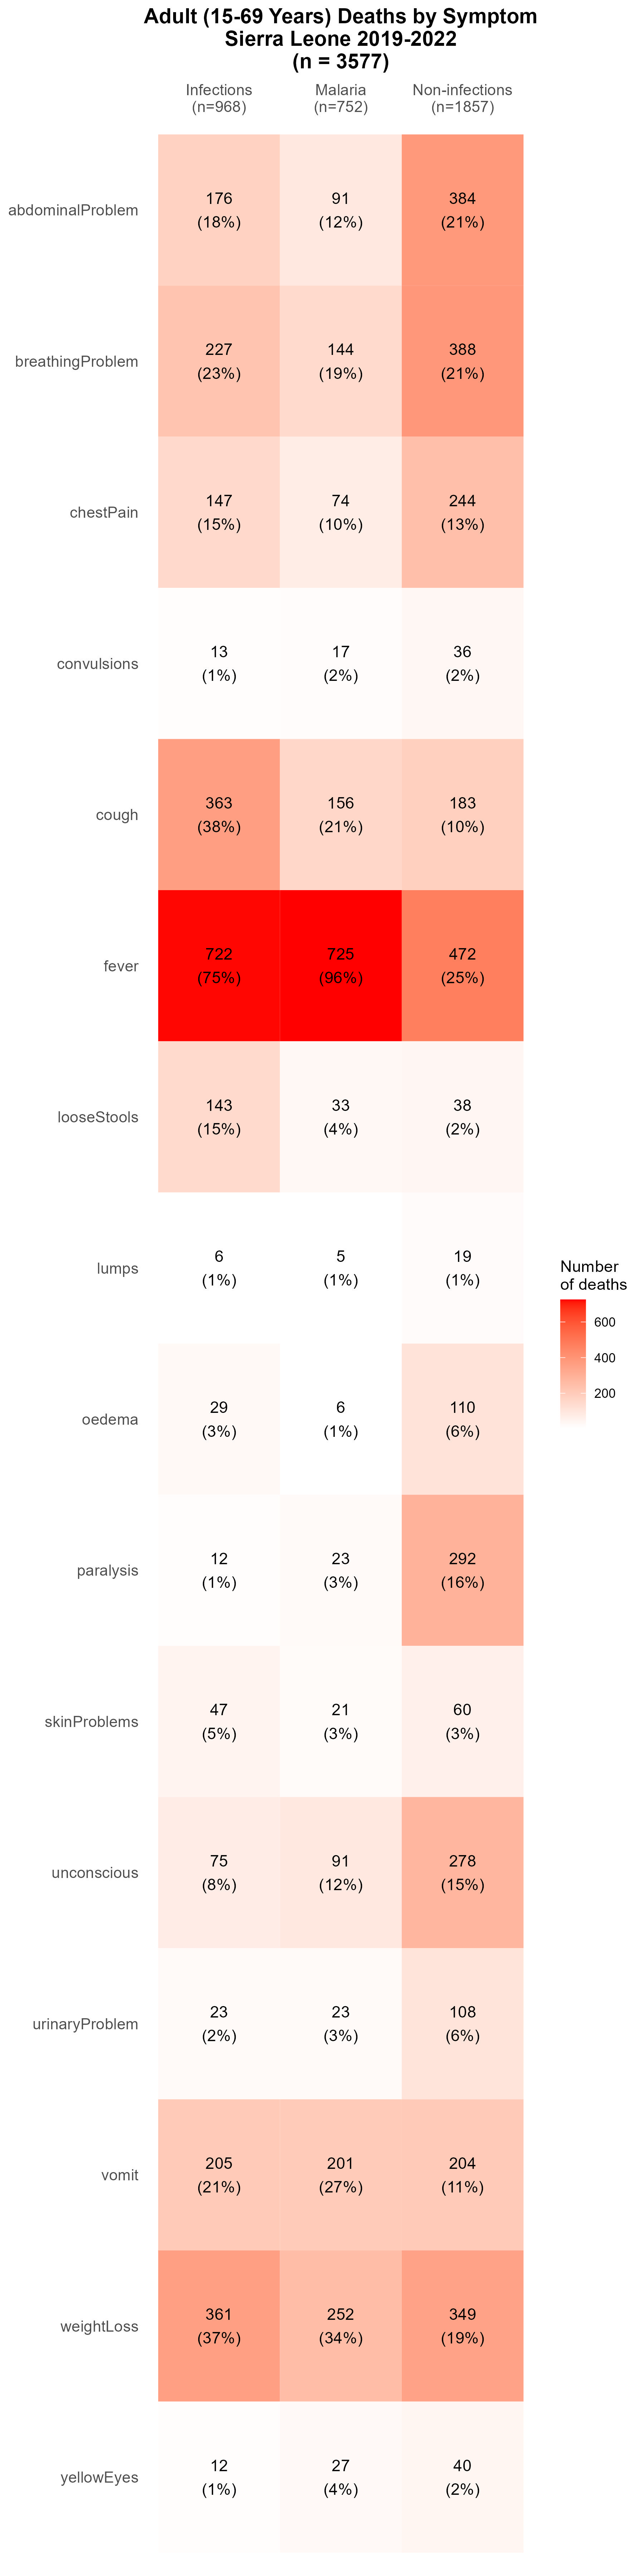 Adult (15-69 Years) Deaths by Symptom
Sierra Leone 2019-2022
(n = 3577)
Infections Malaria Non-infections
(n=968) (n=752) (n=1857)
abdominalProblem 176 91 384
(18%) (12%) (21%)
breathingProblem 227 144 388
(23%) (19%) (21%)
chestPain 147 74 244
(15%) (10%) (13%)
convulsions 13 17 36
(1%) (2%) (2%)
cough 363 156 183
(38%) (21%) (10%)
fever 722 725 472
(75%) (96%) (25%)
looseStools 143 33 38
(15%) (4%) (2%)
lumps 6 5 19
(1%) (1%) (1%)
oedema 29 6 110
(3%) (1%) (6%)
paralysis 12 23 292
(1%) (3%) (16%)
skinProblems 47 21 60
(5%) (3%) (3%)
unconscious 75 91 278
(8%) (12%) (15%)
urinaryProblem 23 23 108
(2%) (3%) (6%)
vomit 205 201 204
(21%) (27%) (11%)
weightLoss 361 252 349
(37%) (34%) (19%)
yellowEyes 12 27 40
(1%) (4%) (2%)
Number
of deaths
600
400
200